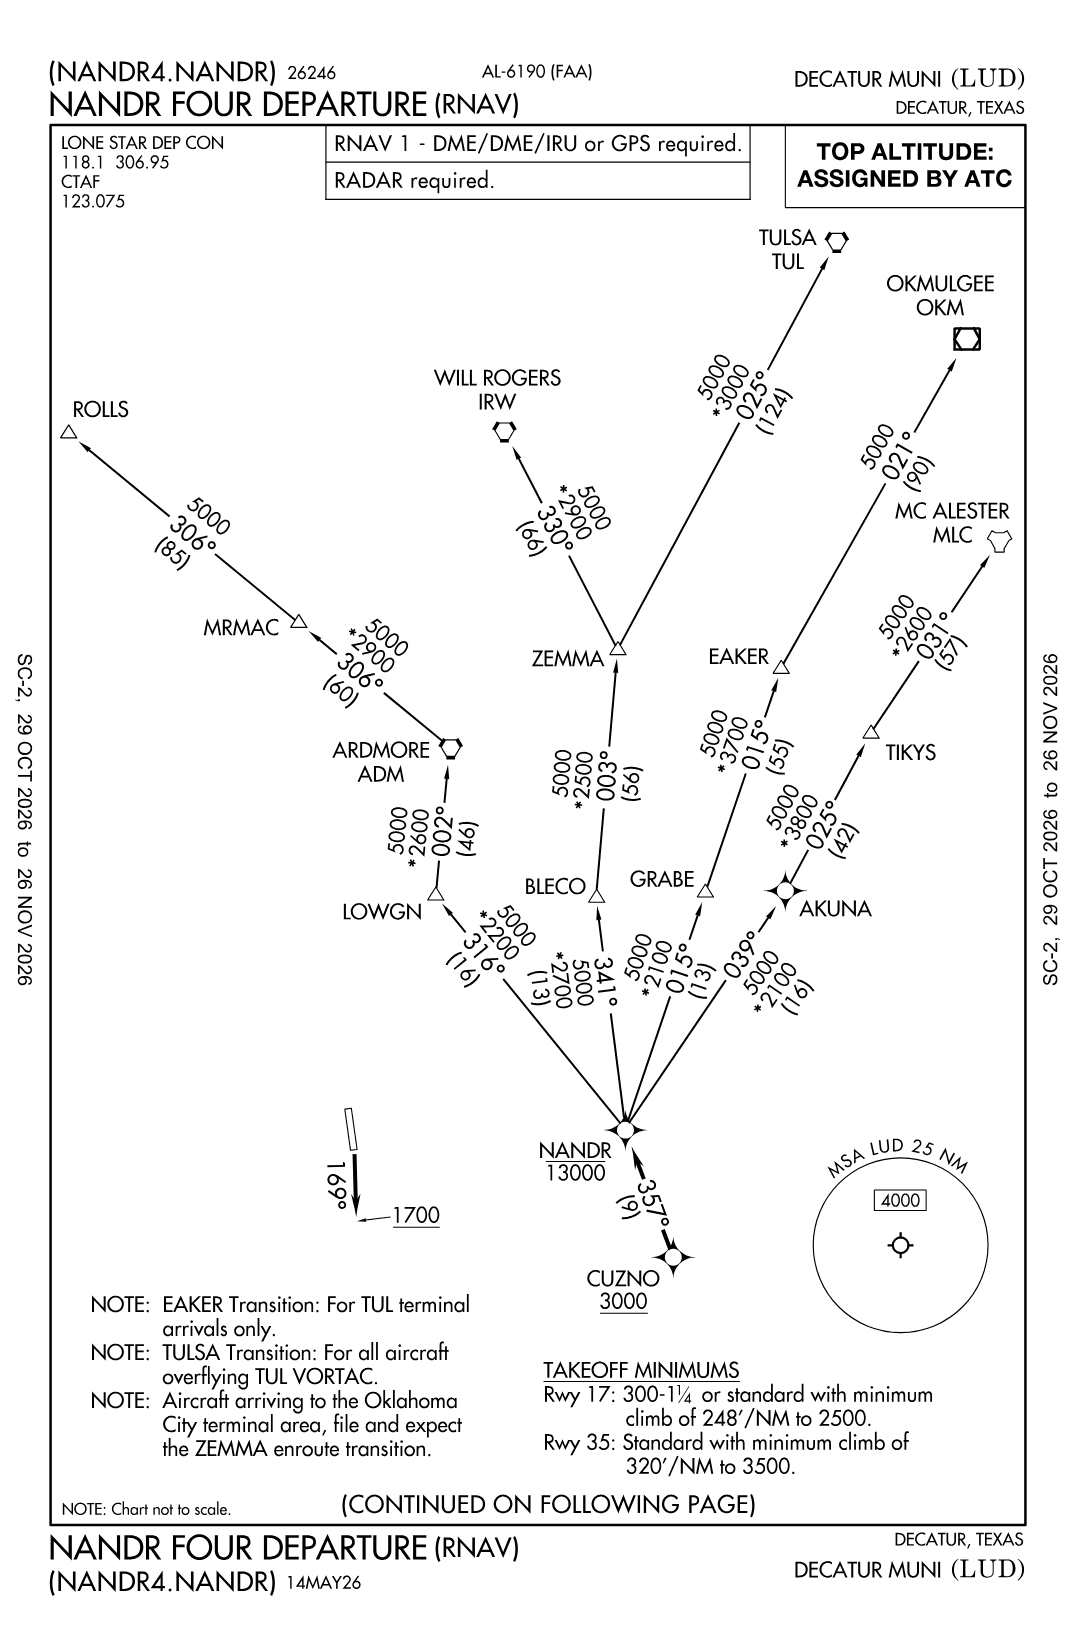 (NANDR4.NANDR) 26246
AL-6190 (FAA)
DECATUR MUNI (LUD)
NANDR FOUR DEPARTURE (RNAV)
DECATUR, TEXAS
LONE STAR DEP CON
118.1 306.95
CTAF
123.075
RNAV 1 - DME/DME/IRU or GPS required.
RADAR required.
TOP ALTITUDE:
ASSIGNED BY ATC
TULSA
TUL
OKMULGEE
OKM
5000
*3000
025°
(124)
WILL ROGERS
IRW
ROLLS
5000
021°
(90)
5000
*2900
330°
(66)
MC ALESTER
MLC
5000
306°
(85)
MRMAC
5000
*2900
306°
(60)
5000
*2600
031°
(57)
ZEMMA
EAKER
ARDMORE
ADM
5000
*2500
003°
(56)
5000
*3700
015°
(55)
TIKYS
5000
*2600
002°
(46)
5000
*3800
025°
(42)
LOWGN
BLECO
GRABE
AKUNA
5000
*2200
316°
(16)
341°
5000
*2700
(13)
5000
*2100
015°
(13)
039°
5000
*2100
(16)
NANDR
13000
357°
(9)
CUZNO
3000
169°
1700
MSA LUD 25 NM
4000
NOTE: EAKER Transition: For TUL terminal
arrivals only.
NOTE: TULSA Transition: For all aircraft
overflying TUL VORTAC.
NOTE: Aircraft arriving to the Oklahoma
City terminal area, file and expect
the ZEMMA enroute transition.
TAKEOFF MINIMUMS
Rwy 17: 300-1¼ or standard with minimum
climb of 248'/NM to 2500.
Rwy 35: Standard with minimum climb of
320'/NM to 3500.
NOTE: Chart not to scale.
(CONTINUED ON FOLLOWING PAGE)
NANDR FOUR DEPARTURE (RNAV)
DECATUR, TEXAS
(NANDR4.NANDR) 14MAY26
DECATUR MUNI (LUD)
SC-2, 29 OCT 2026 to 26 NOV 2026
SC-2, 29 OCT 2026 to 26 NOV 2026